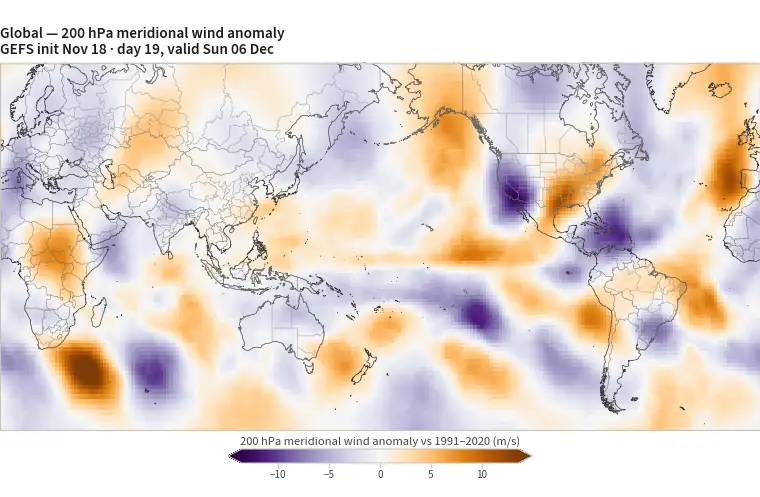 Global — 200 hPa meridional wind anomaly
GEFS init Nov 18 · day 19, valid Sun 06 Dec
200 hPa meridional wind anomaly vs 1991–2020 (m/s)
−10 −5 0 5 10